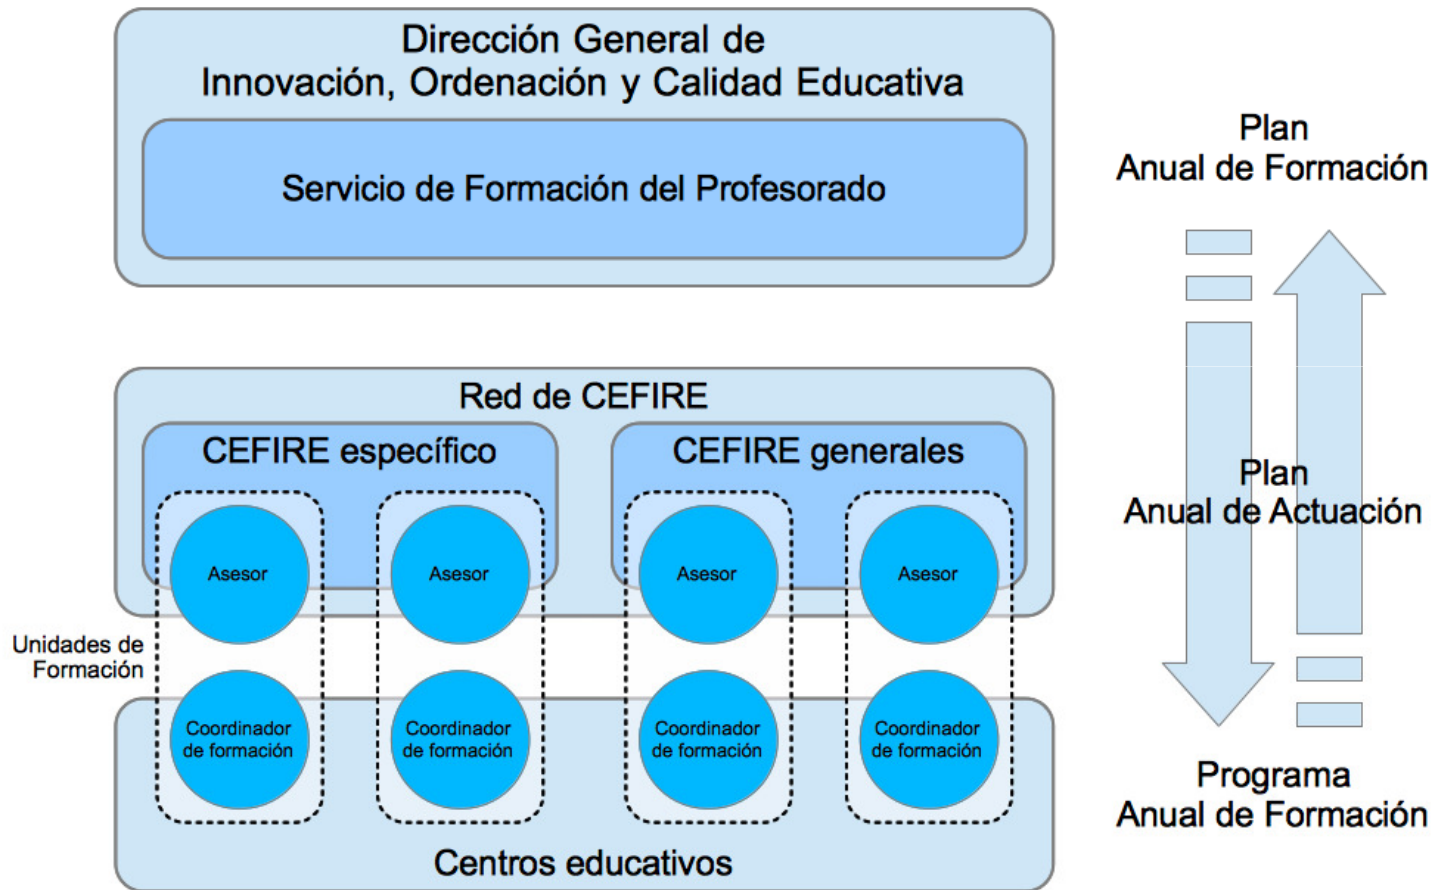 Dirección General de
Innovación, Ordenación y Calidad Educativa
Servicio de Formación del Profesorado
Plan
Anual de Formación
Red de CEFIRE
CEFIRE específico
CEFIRE generales
Asesor
Asesor
Asesor
Asesor
Plan
Anual de Actuación
Unidades de
Formación
Coordinador
de formación
Coordinador
de formación
Coordinador
de formación
Coordinador
de formación
Centros educativos
Programa
Anual de Formación